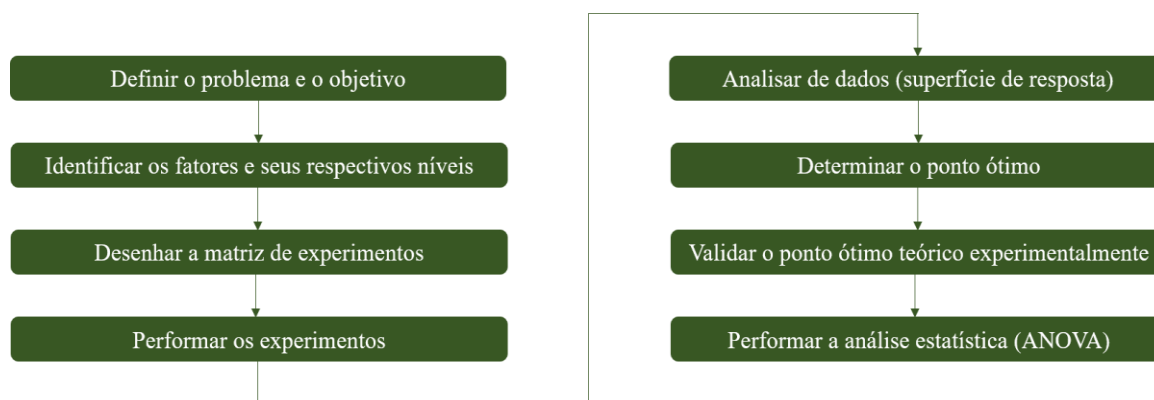 Definir o problema e o objetivo
Identificar os fatores e seus respectivos níveis
Desenhar a matriz de experimentos
Performar os experimentos
Analisar de dados (superfície de resposta)
Determinar o ponto ótimo
Validar o ponto ótimo teórico experimentalmente
Performar a análise estatística (ANOVA)